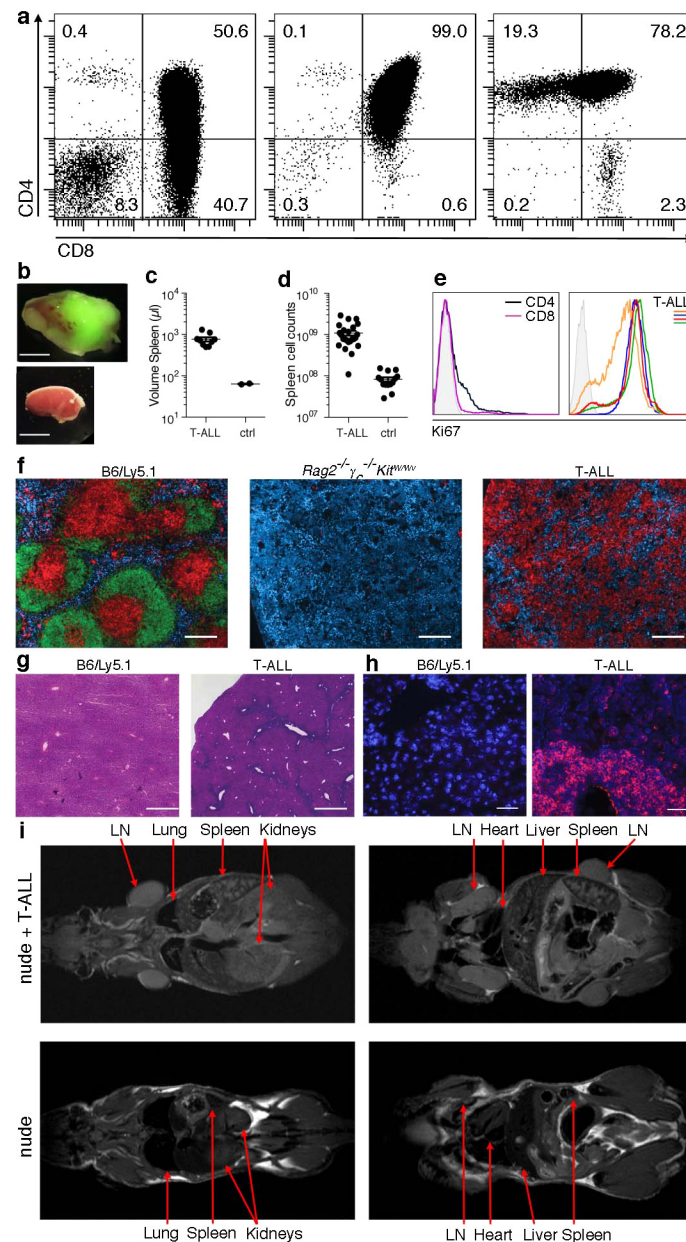 a
0.4 50.6
8.3 40.7
0.1 99.0
0.3 0.6
19.3 78.2
0.2 2.3
CD4
CD8
b
c
Volume Spleen (µl)
10⁴
10³
10²
10¹
T-ALL ctrl
d
Spleen cell counts
10¹⁰
10⁰⁹
10⁰⁸
10⁰⁷
T-ALL ctrl
e
CD4
CD8
T-ALL
Ki67
f
B6/Ly5.1
Rag2⁻/⁻γc⁻/⁻Kitᵂ/ᵂᵛ
T-ALL
g
B6/Ly5.1
T-ALL
h
B6/Ly5.1
T-ALL
i
LN Lung Spleen Kidneys
LN Heart Liver Spleen LN
nude + T-ALL
nude
Lung Spleen Kidneys
LN Heart Liver Spleen